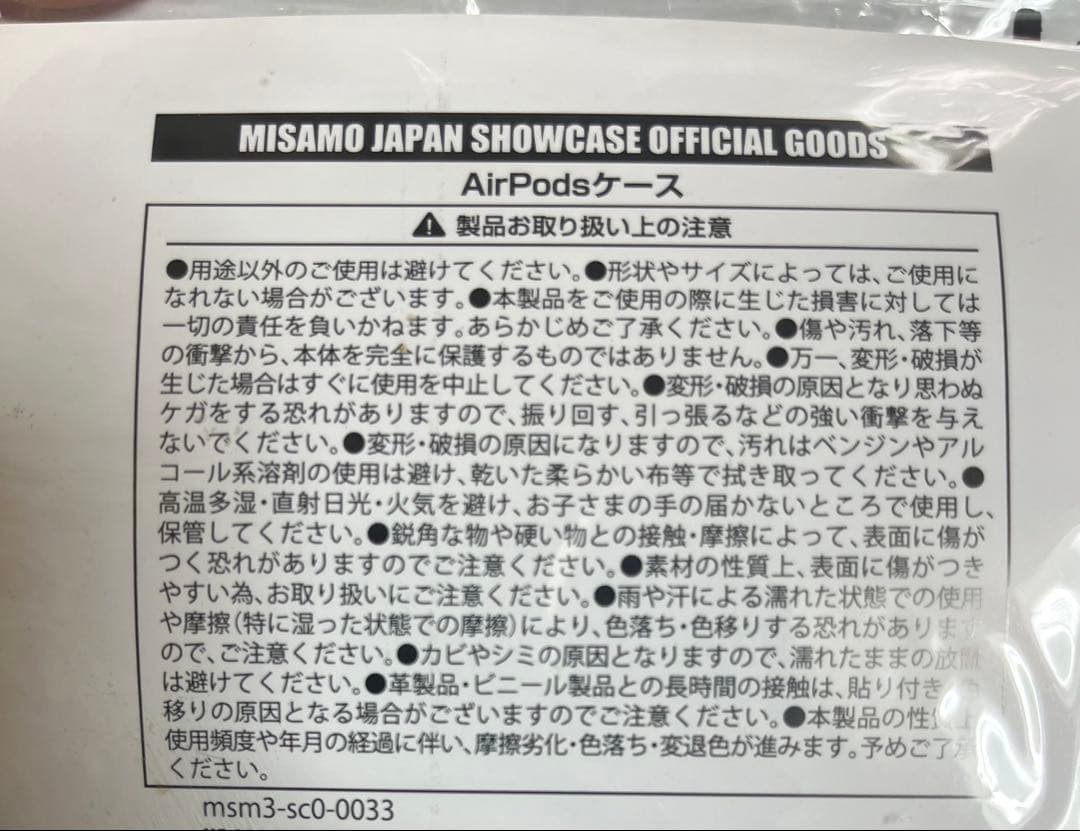 MISAMO JAPAN SHOWCASE OFFICIAL GOODS
AirPodsケース
製品お取り扱い上の注意
●用途以外のご使用は避けてください。●形状やサイズによっては、ご使用に
なれない場合がございます。●本製品をご使用の際に生じた損害に対しては
一切の責任を負いかねます。あらかじめご了承ください。●傷や汚れ、落下等
の衝撃から、本体を完全に保護するものではありません。●万一、変形・破損が
生じた場合はすぐに使用を中止してください。●変形・破損の原因となり思わぬ
ケガをする恐れがありますので、振り回す、引っ張るなどの強い衝撃を与え
ないでください。●変形・破損の原因になりますので、汚れはベンジンやアル
コール系溶剤の使用は避け、乾いた柔らかい布等で拭き取ってください。●
高温多湿・直射日光・火気を避け、お子さまの手の届かないところで使用し、
保管してください。●鋭角な物や硬い物との接触・摩擦によって、表面に傷が
つく恐れがありますのでご注意ください。●素材の性質上、表面に傷がつき
やすい為、お取り扱いにご注意ください。●雨や汗による濡れた状態での使用
や摩擦(特に湿った状態での摩擦)により、色落ち・色移りする恐れがあります
ので、ご注意ください。●カビやシミの原因となりますので、濡れたままの放置
は避けてください。●革製品・ビニール製品との長時間の接触は、貼り付き
移りの原因となる場合がございますのでご注意ください。●本製品の性質上
使用頻度や年月の経過に伴い、摩擦劣化・色落ち・変退色が進みます。予めご了承
ください。
msm3-sc0-0033